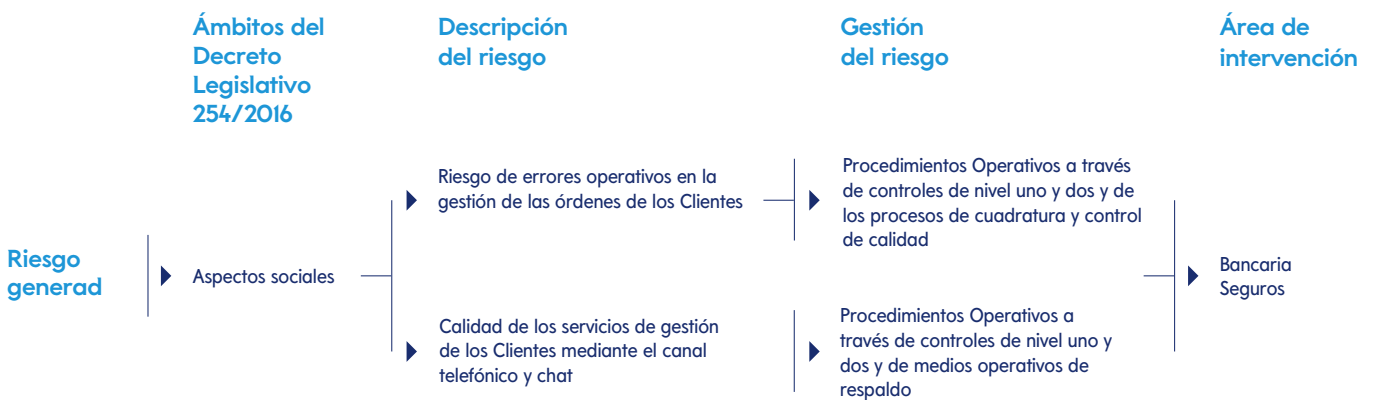 Ámbitos del
Decreto
Legislativo
254/2016
Descripción
del riesgo
Gestión
del riesgo
Área de
intervención
Riesgo
generad
Aspectos sociales
Riesgo de errores operativos en la
gestión de las órdenes de los Clientes
Procedimientos Operativos a través
de controles de nivel uno y dos y de
los procesos de cuadratura y control
de calidad
Calidad de los servicios de gestión
de los Clientes mediante el canal
telefónico y chat
Procedimientos Operativos a
través de controles de nivel uno y
dos y de medios operativos de
respaldo
Bancaria
Seguros